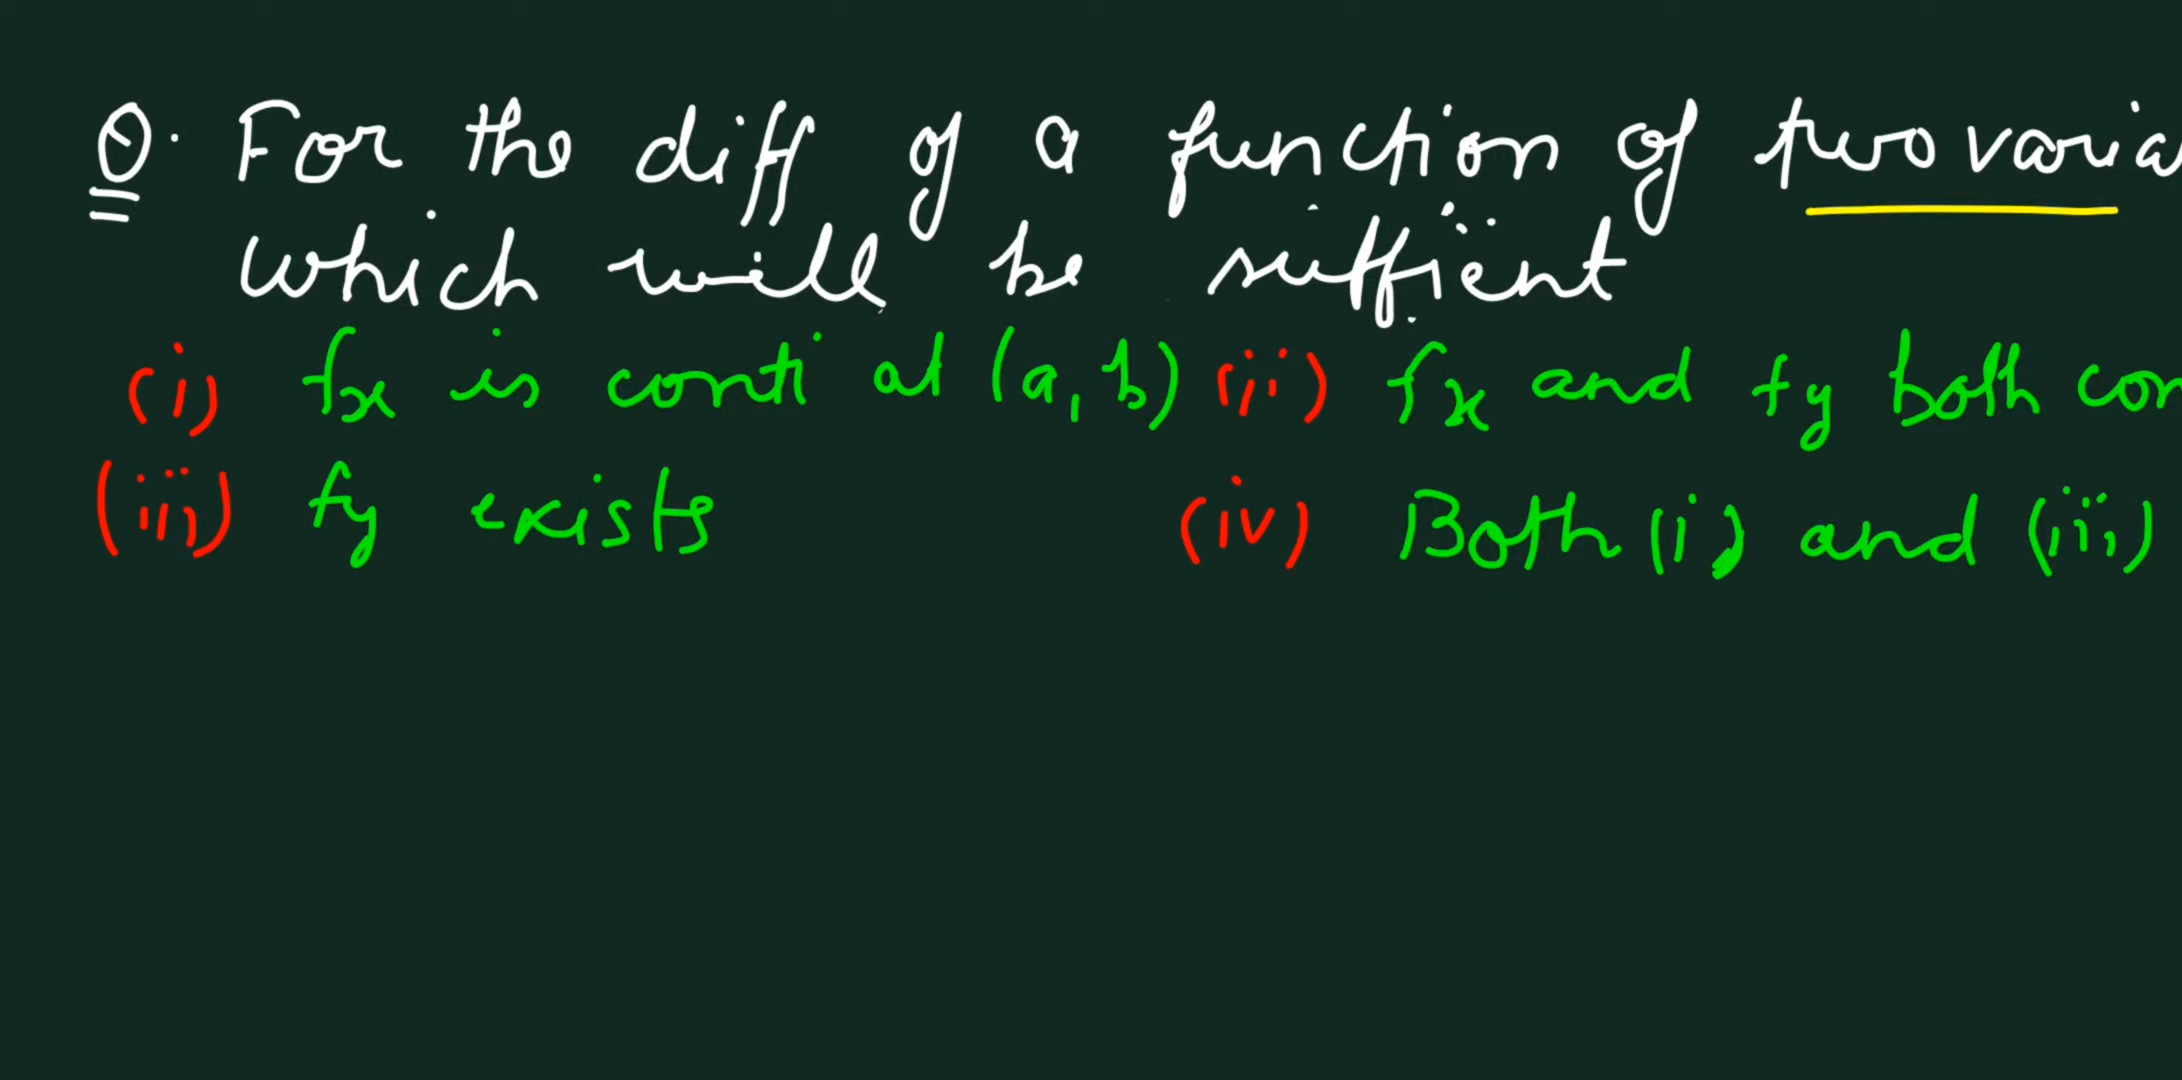 Q. For the diff of a function of two varia
which will be suffient
(i) fx is conti at (a, b) (ii) fx and fy both con
(iii) fy exists (iv) Both (i) and (iii)